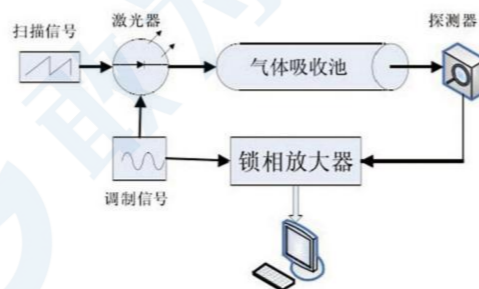 扫描信号
激光器
探测器
气体吸收池
锁相放大器
调制信号